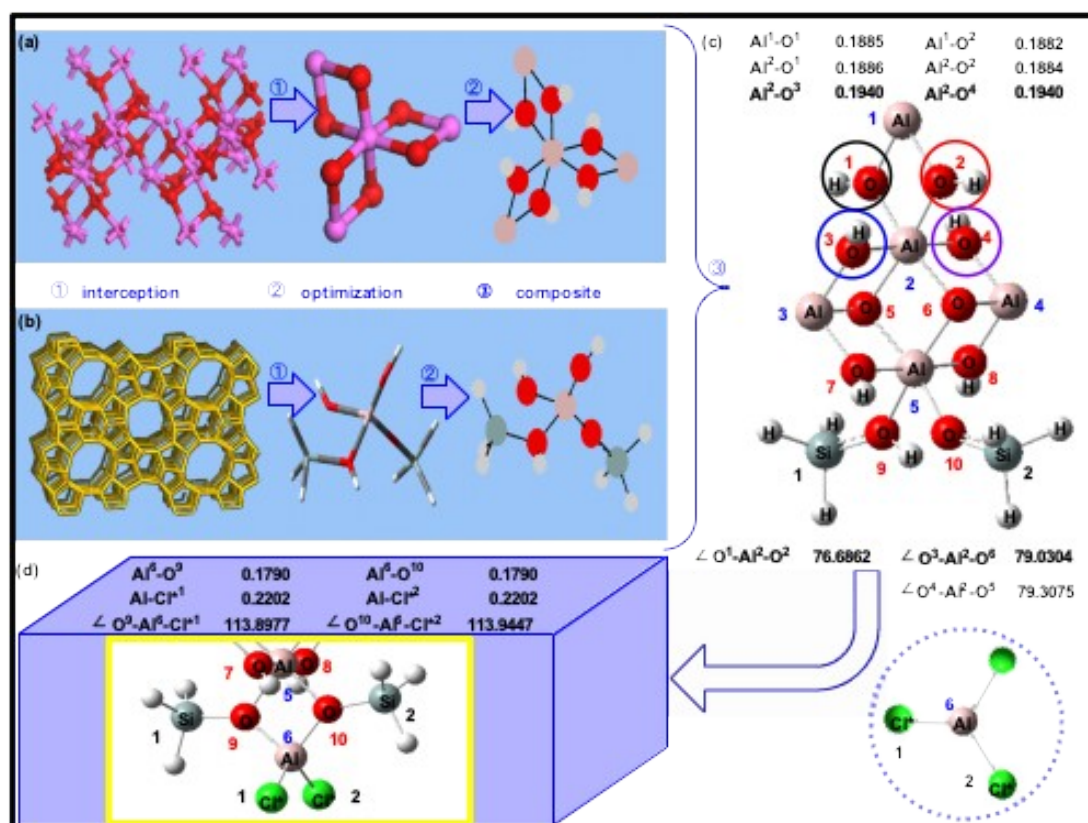 (a)
①
②
① interception ② optimization ③ composite
(b)
①
②
③
(c)
Al¹-O¹ 0.1885 Al¹-O² 0.1882
Al²-O¹ 0.1886 Al²-O² 0.1884
Al²-O³ 0.1940 Al²-O⁴ 0.1940
1 Al
1 2
H O O H
H H
3 O Al O 4
2
3 Al O 5 6 O Al 4
O Al O
7 H 5 H 8
H H O O H H
Si Si
1 9 H 10 2
H H
∠ O¹-Al²-O² 76.6862 ∠ O³-Al²-O⁶ 79.0304
∠ O⁴-Al²-O⁵ 79.3075
(d)
Al⁶-O⁹ 0.1790 Al⁶-O¹⁰ 0.1790
Al-Cl*¹ 0.2202 Al-Cl*² 0.2202
∠ O⁹-Al⁶-Cl*¹ 113.8977 ∠ O¹⁰-Al⁶-Cl*² 113.9447
O Al O
7 8
5
Si O O Si
1 6 2
9 Al 10
1 Cl* Cl* 2
6
Cl* Al
1
2
Cl*